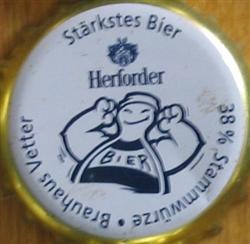 Stärkstes Bier
Herforder
BIER
38% Stammwürze • Brauhaus Vetter